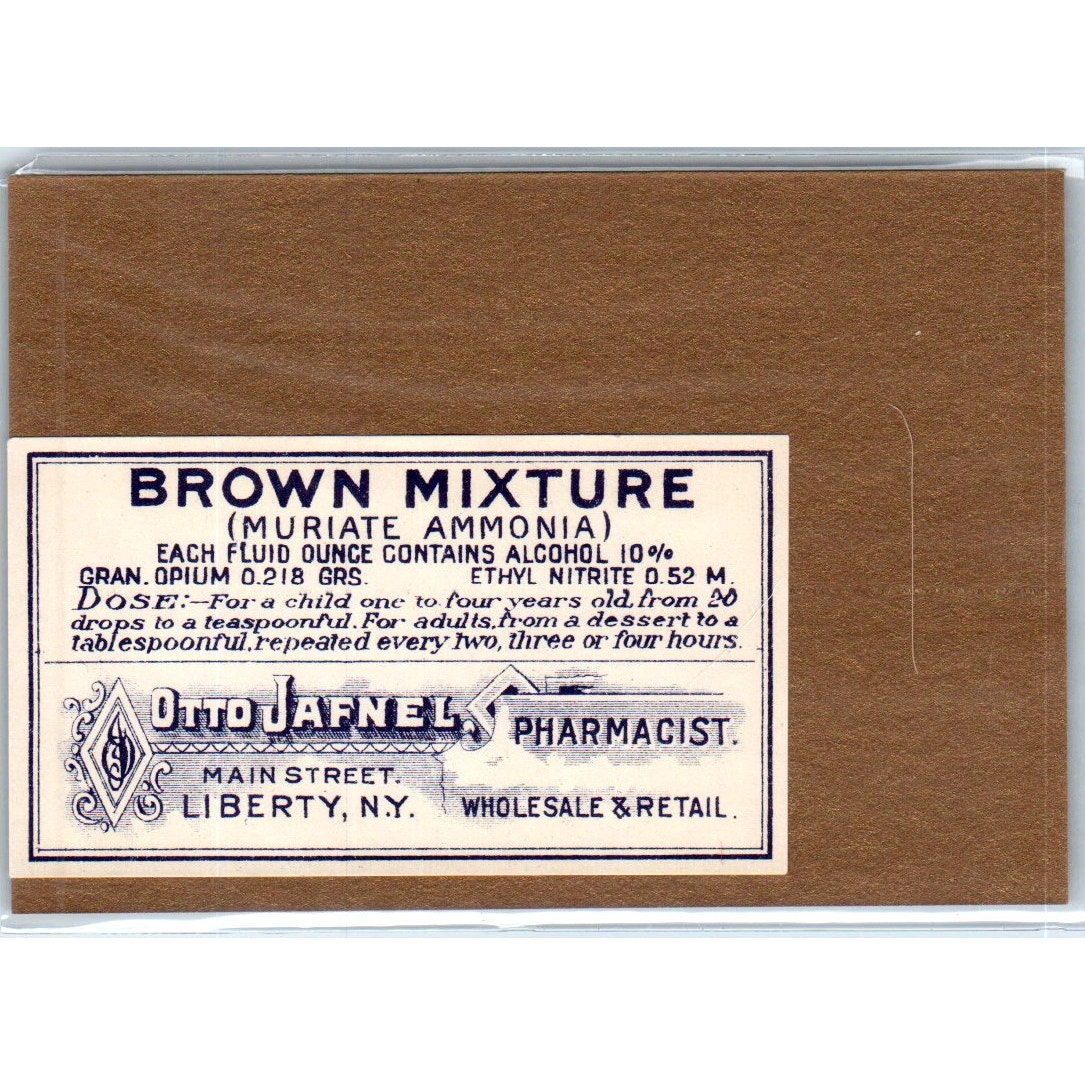 BROWN MIXTURE
(MURIATE AMMONIA)
EACH FLUID OUNCE CONTAINS ALCOHOL 10%
GRAN. OPIUM 0.218 GRS. ETHYL NITRITE 0.52 M.
DOSE:—For a child one to four years old, from 20
drops to a teaspoonful. For adults, from a dessert to a
tablespoonful, repeated every two, three or four hours.
OTTO JAFNEL
PHARMACIST.
MAIN STREET.
LIBERTY, N.Y. WHOLESALE & RETAIL.